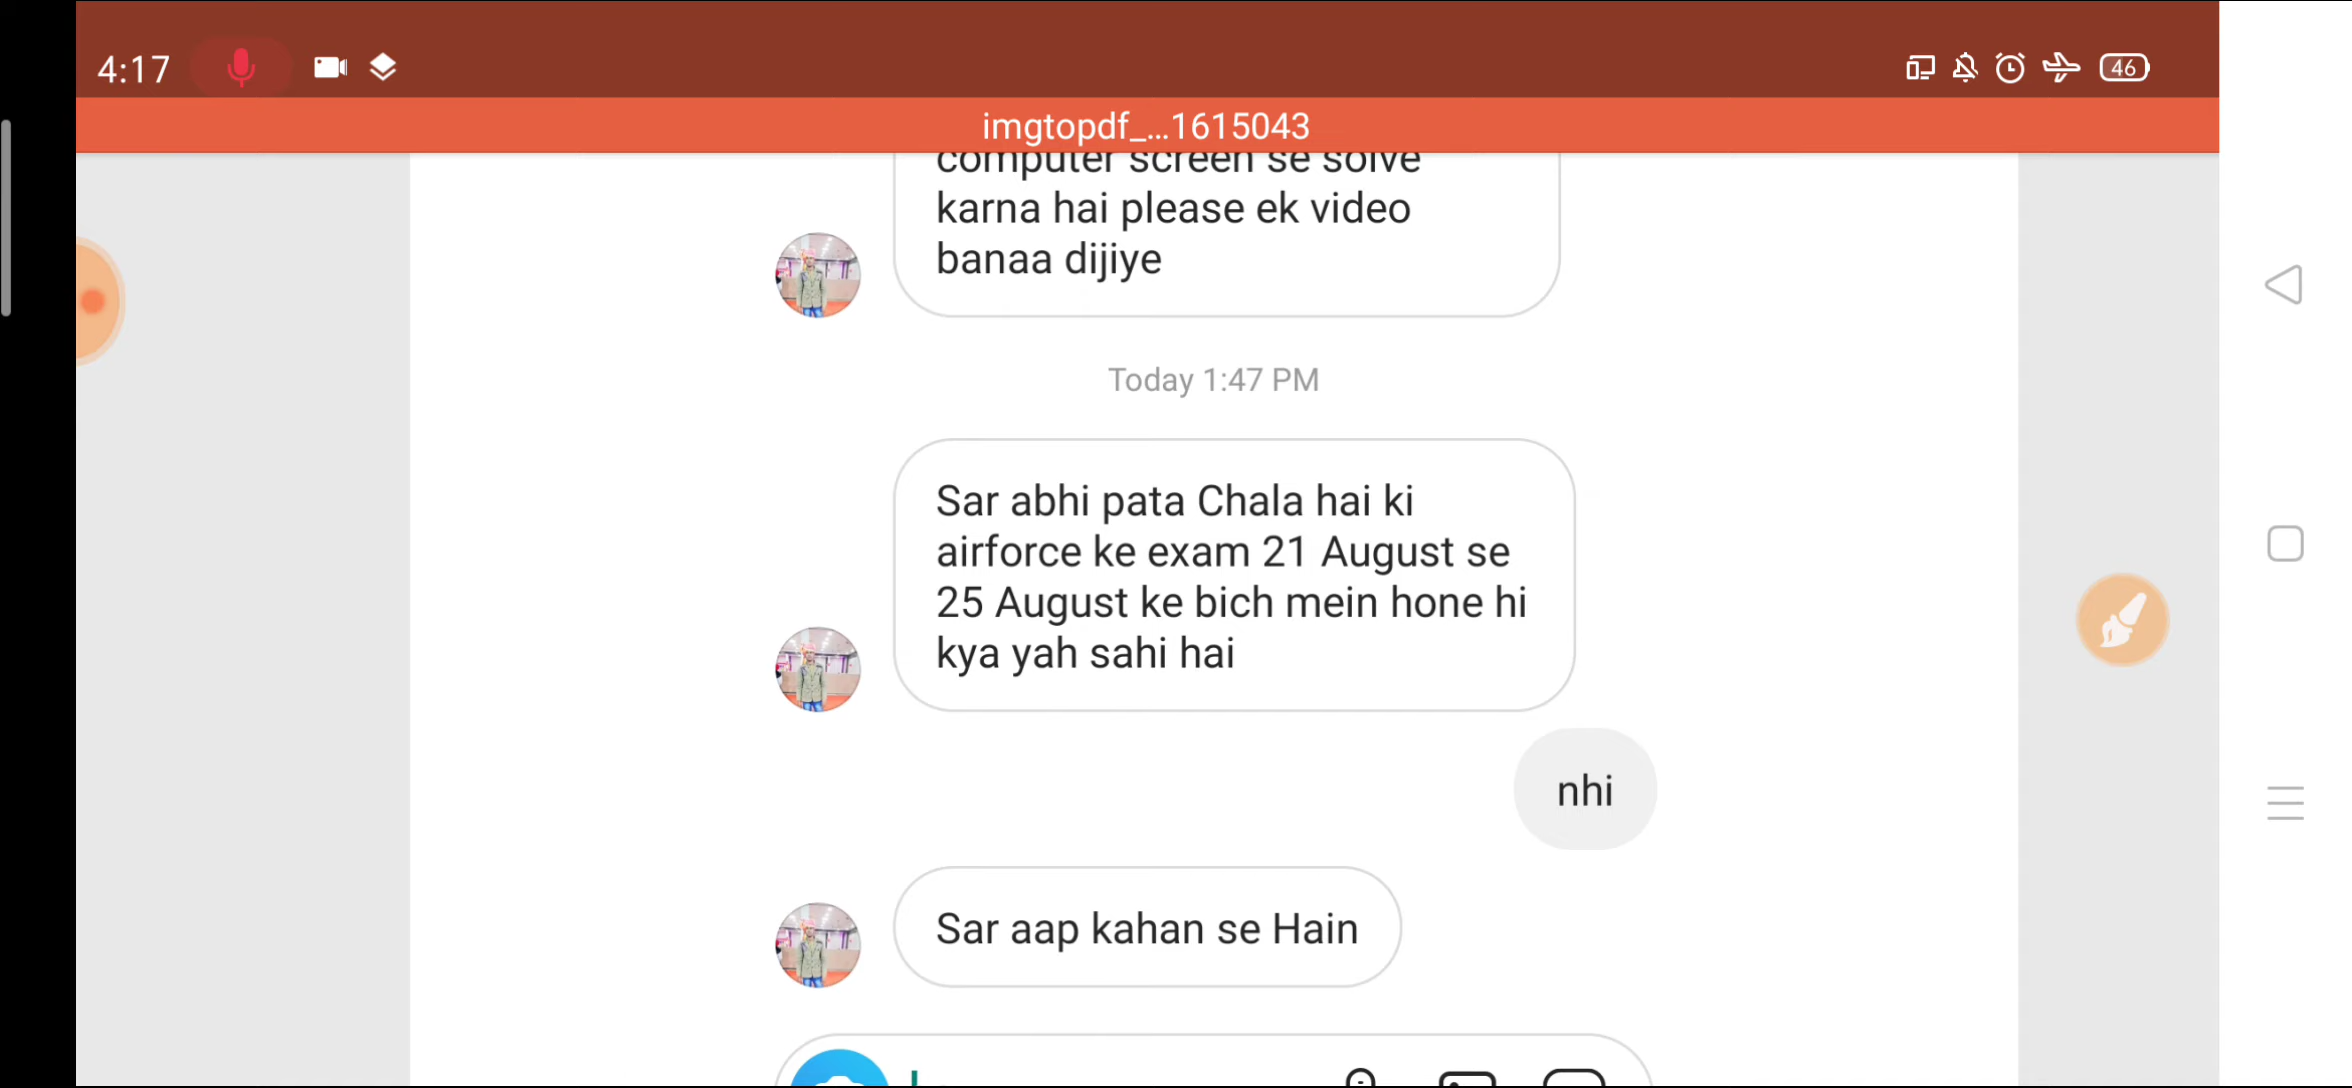 4:17
46
imgtopdf_...1615043
computer screen se solve
karna hai please ek video
banaa dijiye
Today 1:47 PM
Sar abhi pata Chala hai ki
airforce ke exam 21 August se
25 August ke bich mein hone hi
kya yah sahi hai
nhi
Sar aap kahan se Hain